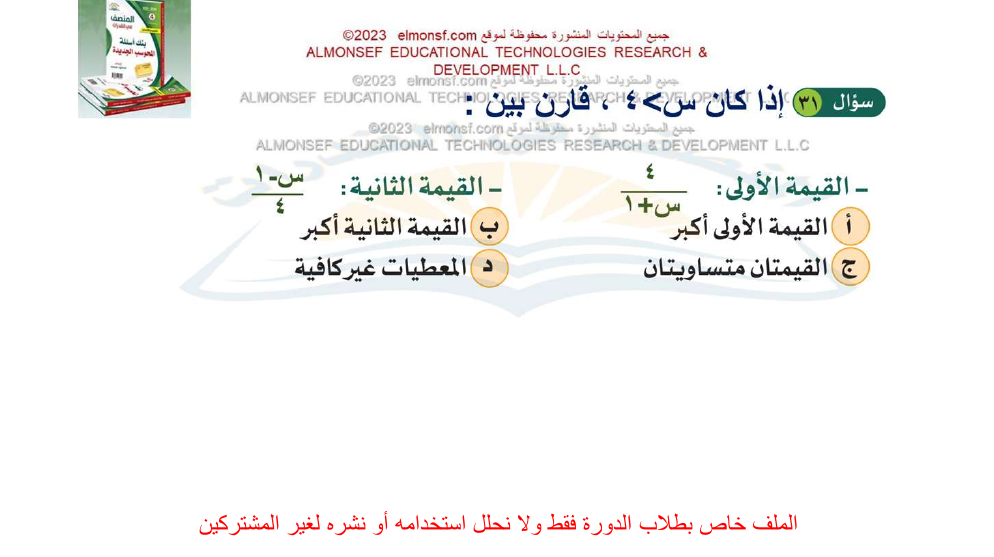 جميع المحتويات المنشورة محفوظة لموقع elmonsf.com ©2023
ALMONSEF EDUCATIONAL TECHNOLOGIES RESEARCH &
DEVELOPMENT L.L.C
جميع المحتويات المنشورة محفوظة لموقع elmonsf.com ©2023
ALMONSEF EDUCATIONAL TECHNOLOGIES RESEARCH & DEVELOPMENT L.L.C
سؤال ٣١ إذا كان س > ٤ ، قارن بين :
جميع المحتويات المنشورة محفوظة لموقع elmonsf.com ©2023
ALMONSEF EDUCATIONAL TECHNOLOGIES RESEARCH & DEVELOPMENT L.L.C
- القيمة الأولى: ٤ / س+١ - القيمة الثانية: س-١ / ٤
أ القيمة الأولى أكبر ب القيمة الثانية أكبر
ج القيمتان متساويتان د المعطيات غير كافية
الملف خاص بطلاب الدورة فقط ولا نحلل استخدامه أو نشره لغير المشتركين